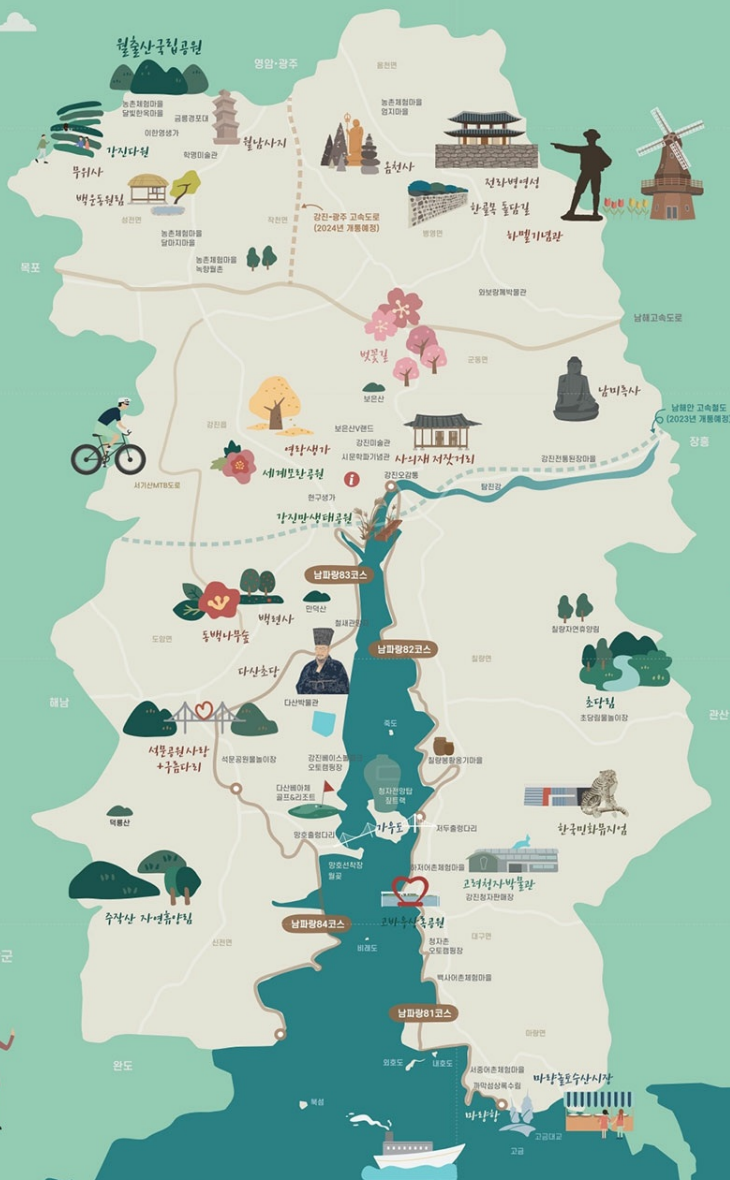 월출산국립공원
영암•광주
옴천면
농촌체험마을
달빛한옥마을
금릉경포대
이한영생가
강진다원
월남사지
무위사
학명미술관
백운동원림
성전면
작천면
농촌체험마을
달마지마을
농촌체험마을
녹향월촌
농촌체험마을
엄지마을
옴천사
전라병영성
한골목 돌담길
병영면
하멜기념관
강진•광주 고속도로
(2024년 개통예정)
목포
와보랑께박물관
남해고속도로
벚꽃길
군동면
보은산
남미륵사
남해안 고속철도
(2023년 개통예정)
장흥
강진읍
보은산V랜드
영랑생가
강진미술관
사의재 저잣거리
시문학파기념관
세계모란공원
강진전통된장마을
강진오감통
탐진강
서기산MTB도로
현구생가
강진만생태공원
남파랑83코스
만덕산
백련사
동백나무숲
도암면
남파랑82코스
칠량면
칠량자연휴양림
다산초당
다산박물관
초당림
초당림물놀이장
해남
관산
죽도
석문공원 사랑
+구름다리
석문공원물놀이장
칠량봉황옹기마을
오토캠핑장
청자전망탑
짚트랙
다산베아채
골프&리조트
한국민화뮤지엄
덕룡산
망호출렁다리
가우도
저두출렁다리
망호선착장
월곶
하저어촌체험마을
고려청자박물관
강진청자판매장
주작산 자연휴양림
고바우상록공원
남파랑84코스
신전면
비래도
청자촌
오토캠핑장
대구면
백사어촌체험마을
군
남파랑81코스
마량면
완도
외호도
내호도
서중어촌체험마을
까막섬상록수림
마량놀토수산시장
복섬
마량항
고금대교
고금